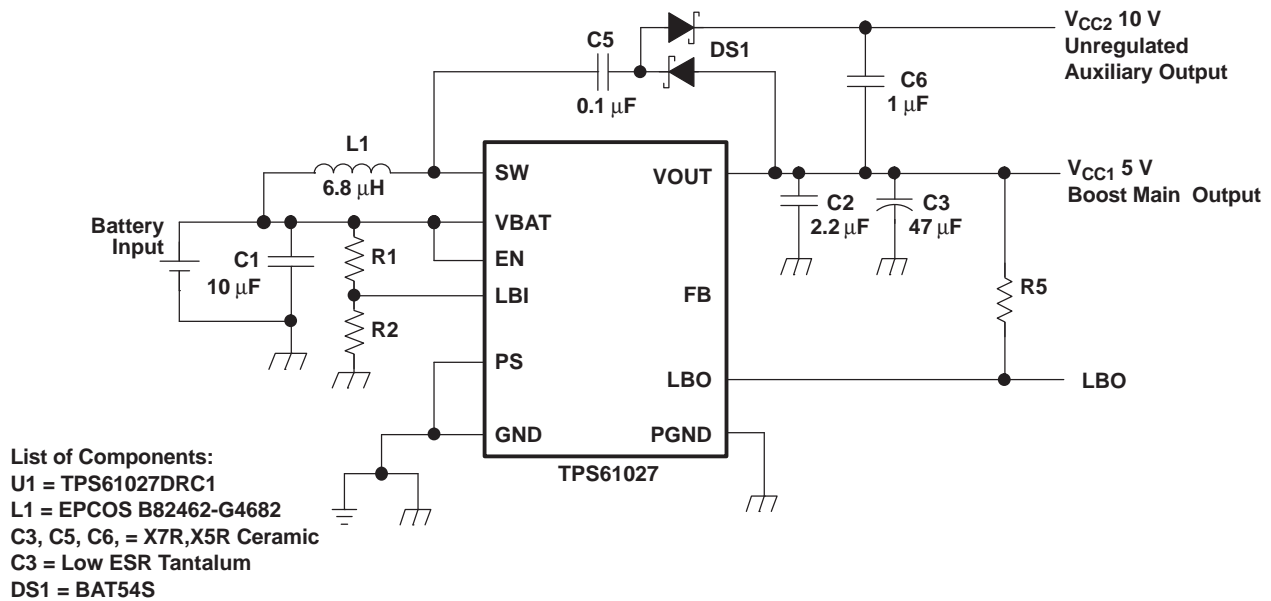 VCC2 10 V
Unregulated
Auxiliary Output
C5
0.1 μF
DS1
C6
1 μF
L1
6.8 μH
SW
VOUT
VCC1 5 V
Boost Main Output
Battery
Input
VBAT
C2
2.2 μF
C3
47 μF
C1
10 μF
R1
EN
LBI
FB
R5
R2
PS
LBO
LBO
GND
PGND
TPS61027
List of Components:
U1 = TPS61027DRC1
L1 = EPCOS B82462-G4682
C3, C5, C6, = X7R,X5R Ceramic
C3 = Low ESR Tantalum
DS1 = BAT54S